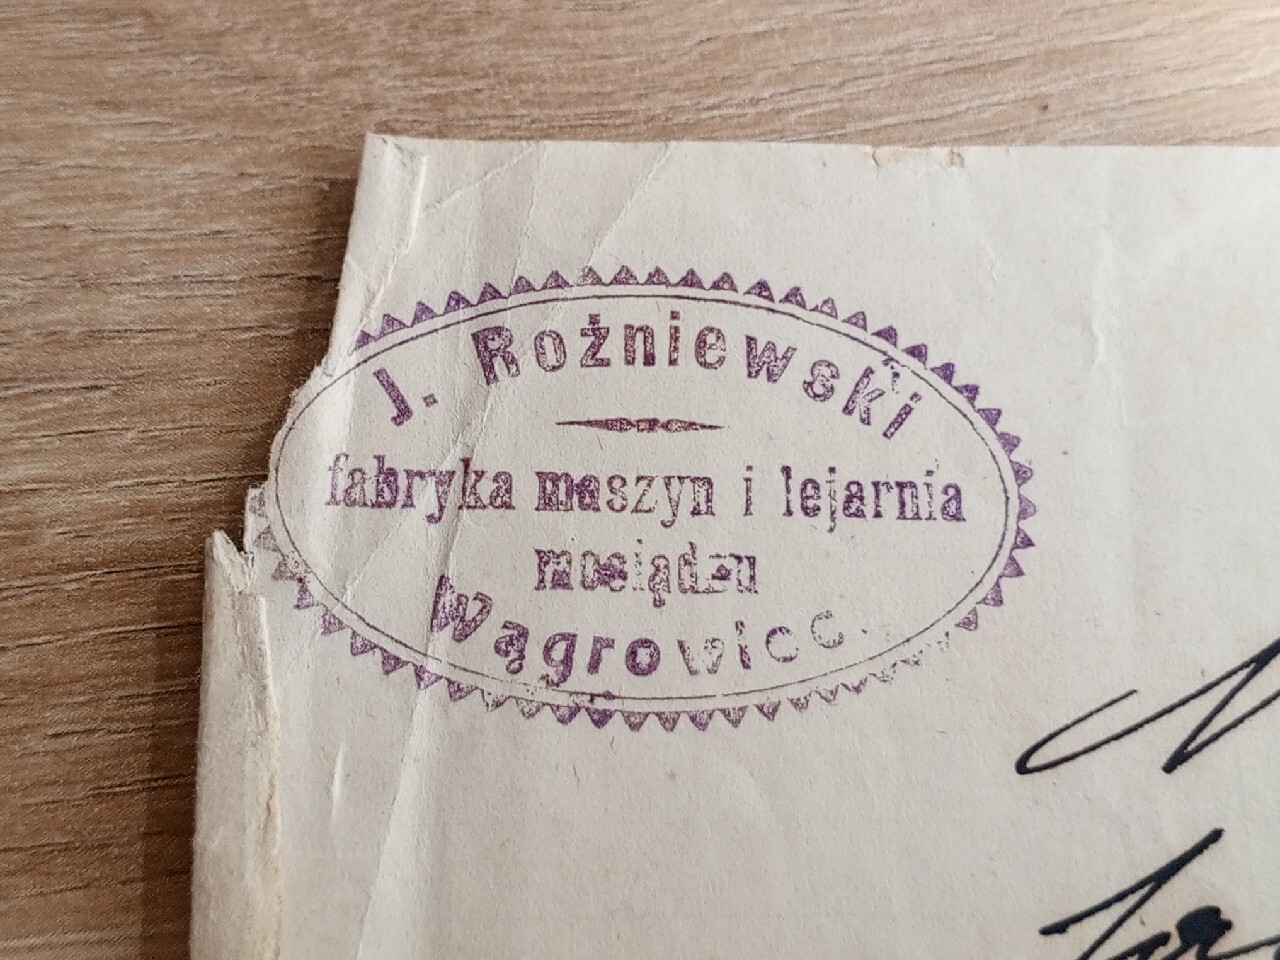 J. Rożniewski
fabryka maszyn i lejarnia
mosiądzu
Wągrowiec.